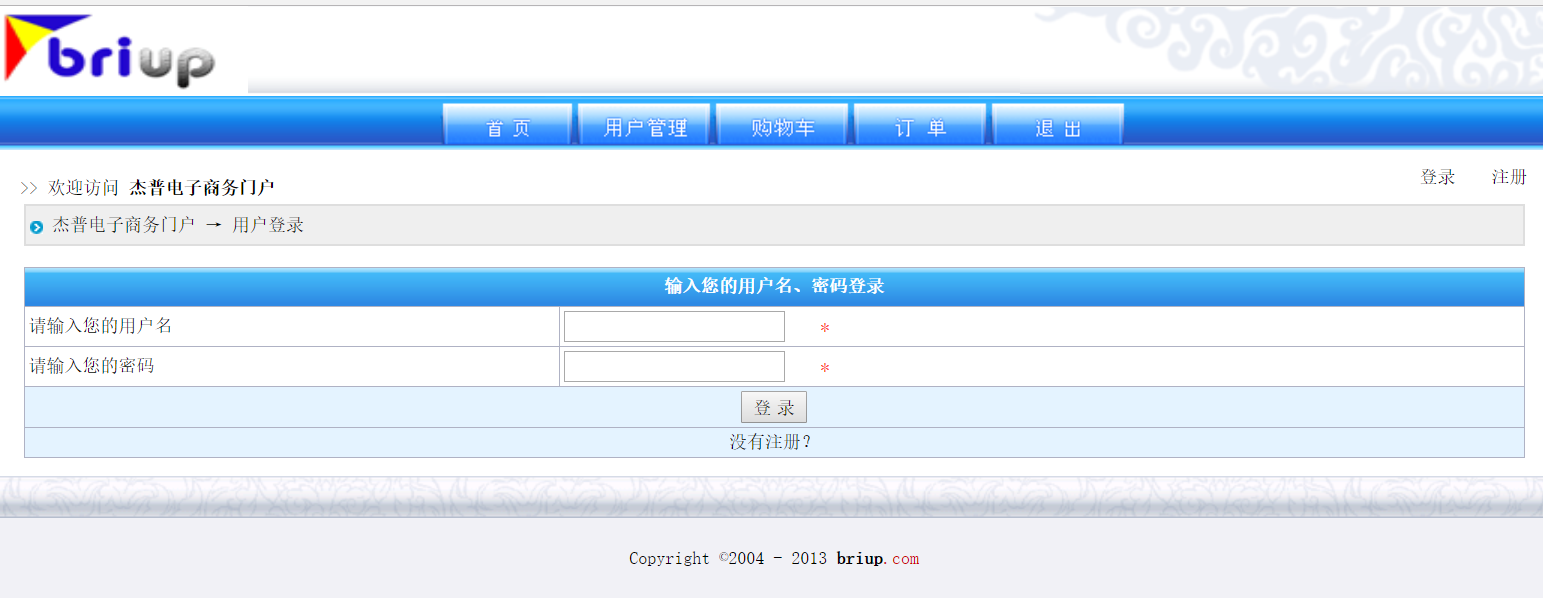 briup
首 页 用户管理 购物车 订 单 退 出
登录 注册
>> 欢迎访问 杰普电子商务门户
杰普电子商务门户 → 用户登录
输入您的用户名、密码登录
请输入您的用户名 *
请输入您的密码 *
登 录
没有注册?
Copyright ©2004 - 2013 briup.com